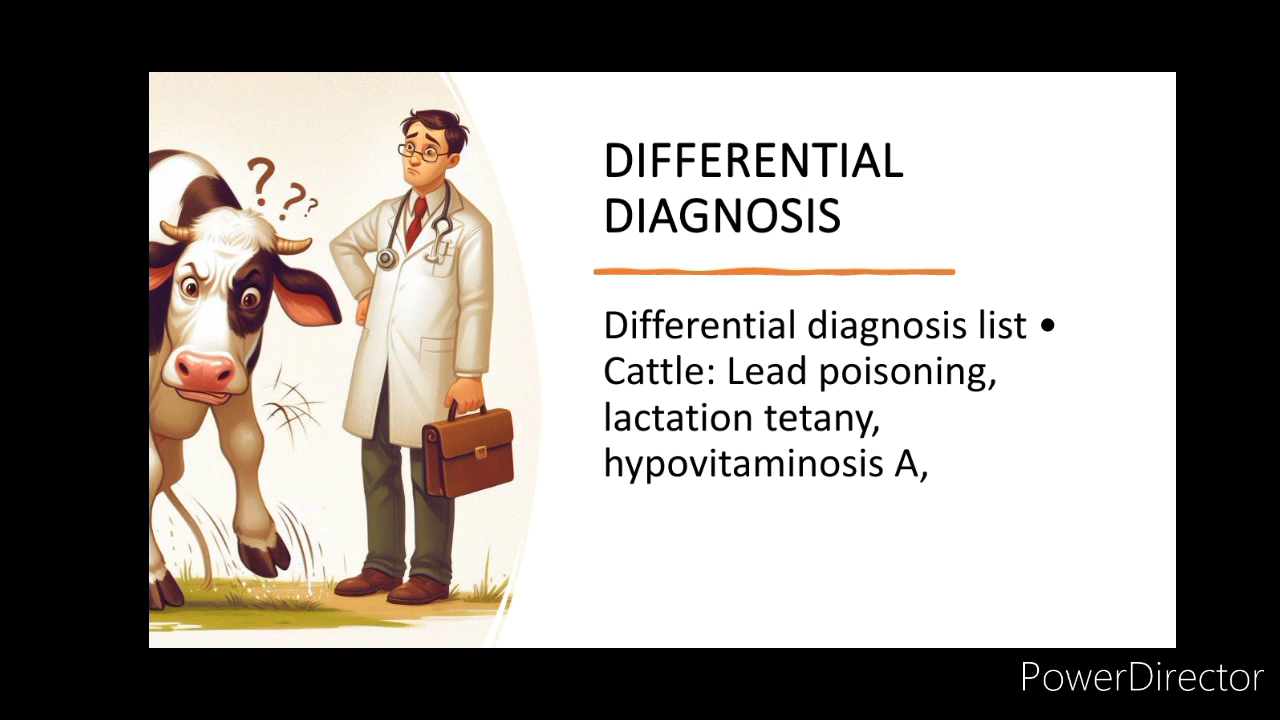 ? ? ?
DIFFERENTIAL
DIAGNOSIS
Differential diagnosis list •
Cattle: Lead poisoning,
lactation tetany,
hypovitaminosis A,
PowerDirector